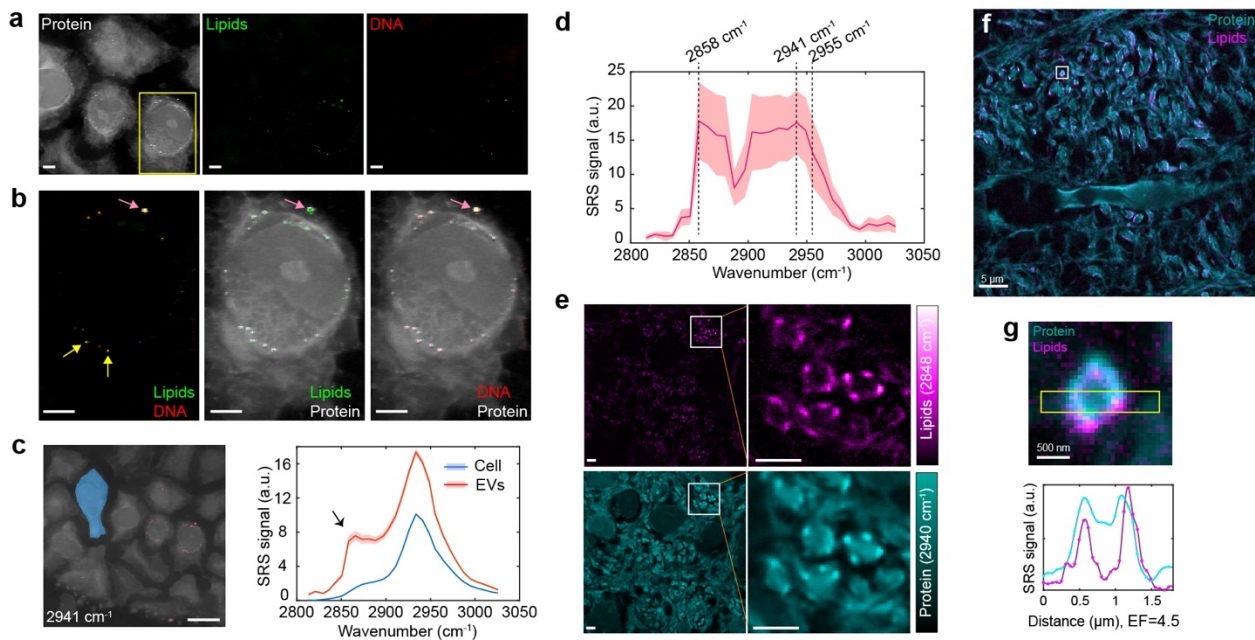 a
Protein
Lipids
DNA
b
Lipids
DNA
Lipids
Protein
DNA
Protein
c
2941 cm⁻¹
SRS signal (a.u.)
16
12
8
4
0
Cell
EVs
2800
2850
2900
2950
3000
3050
Wavenumber (cm⁻¹)
d
2858 cm⁻¹
2941 cm⁻¹
2955 cm⁻¹
SRS signal (a.u.)
25
20
15
10
5
0
2800
2850
2900
2950
3000
3050
Wavenumber (cm⁻¹)
e
Lipids (2848 cm⁻¹)
Protein (2940 cm⁻¹)
f
Protein
Lipids
5 µm
g
Protein
Lipids
500 nm
SRS signal (a.u.)
0
0.5
1
1.5
Distance (µm), EF=4.5